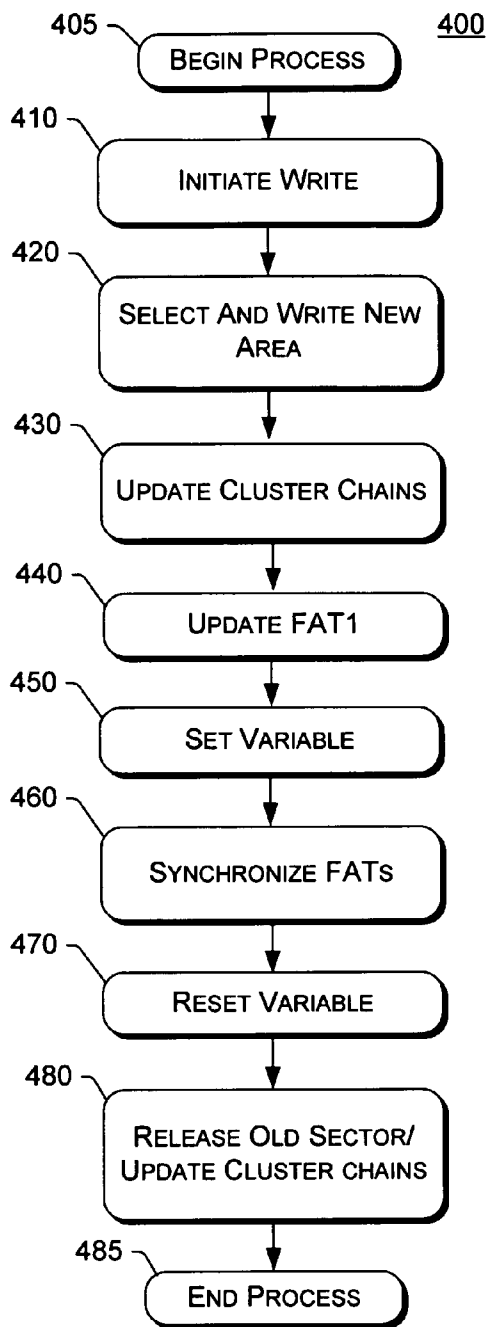 400
405
BEGIN PROCESS
410
INITIATE WRITE
420
SELECT AND WRITE NEW
AREA
430
UPDATE CLUSTER CHAINS
440
UPDATE FAT1
450
SET VARIABLE
460
SYNCHRONIZE FATS
470
RESET VARIABLE
480
RELEASE OLD SECTOR/
UPDATE CLUSTER CHAINS
485
END PROCESS